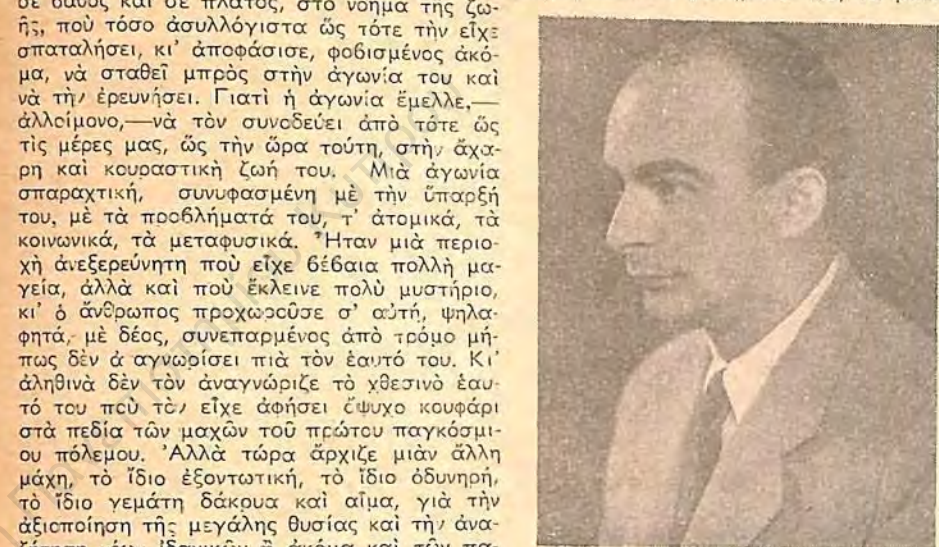 σὲ βάθος καὶ σὲ πλάτος, στὸ νόημα τῆς ζω-
ῆς, ποὺ τόσο ἀσυλλόγιστα ὥς τότε τὴν εἶχε
σπαταλήσει, κι' ἀποφάσισε, φοβισμένος ἀκό-
μα, νὰ σταθεῖ μπρὸς στὴν ἀγωνία του καὶ
νὰ τὴν ἐρευνήσει. Γιατὶ ἡ ἀγωνία ἔμελλε,—
ἀλλοίμονο,—νὰ τὸν συνοδεύει ἀπὸ τότε ὥς
τὶς μέρες μας, ὥς τὴν ὥρα τούτη, στὴν ἄχα-
ρη καὶ κουραστικὴ ζωή του. Μιὰ ἀγωνία
σπαραχτική, συνυφασμένη μὲ τὴν ὕπαρξή
του, μὲ τὰ προβλήματά του, τ' ἀτομικά, τὰ
κοινωνικά, τὰ μεταφυσικά. Ἦταν μιὰ περιο-
χὴ ἀνεξερεύνητη ποὺ εἶχε βέβαια πολλὴ μα-
γεία, ἀλλὰ καὶ ποὺ ἔκλεινε πολὺ μυστήριο,
κι' ὁ ἄνθρωπος προχωροῦσε σ' αὐτή, ψηλα-
φητά, μὲ δέος, συνεπαρμένος ἀπὸ τρόμο μή-
πως δὲν ἀ αγνωρίσει πιὰ τὸν ἑαυτό του. Κι'
ἀληθινὰ δὲν τὸν ἀναγνώριζε τὸ χθεσινὸ ἑαυ-
τό του ποὺ τὸν εἶχε ἀφήσει ἄψυχο κουφάρι
στὰ πεδία τῶν μαχῶν τοῦ πρώτου παγκόσμι-
ου πόλεμου. Ἀλλὰ τώρα ἄρχιζε μιὰν ἄλλη
μάχη, τὸ ἴδιο ἐξοντωτική, τὸ ἴδιο ὀδυνηρή,
τὸ ἴδιο γεμάτη δάκρυα καὶ αἷμα, γιὰ τὴν
ἀξιοποίηση τῆς μεγάλης θυσίας καὶ τὴν ἀνα-
ἀκόμα καὶ τῶν πα-